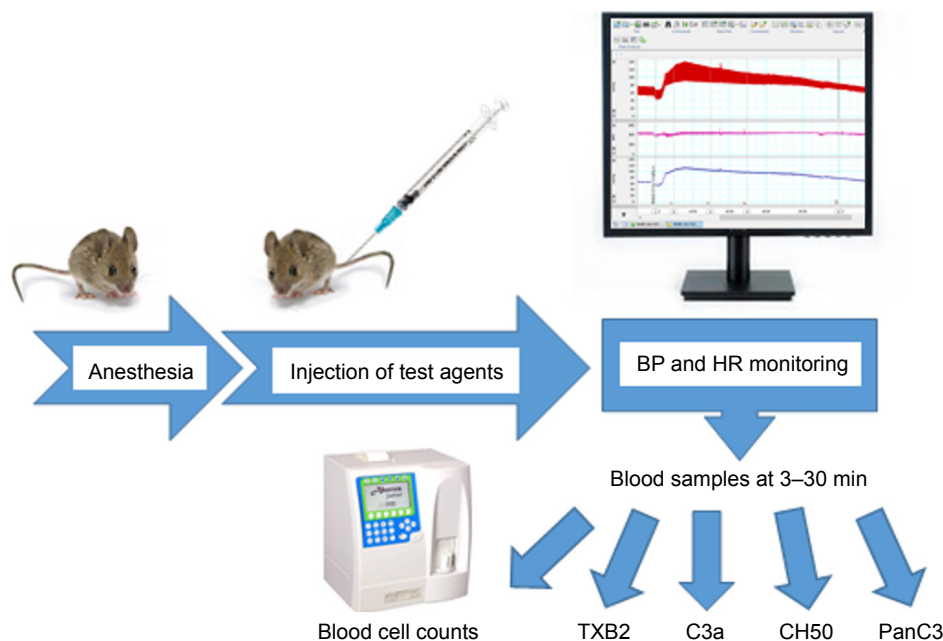 Anesthesia
Injection of test agents
BP and HR monitoring
Blood samples at 3–30 min
Blood cell counts
TXB2
C3a
CH50
PanC3